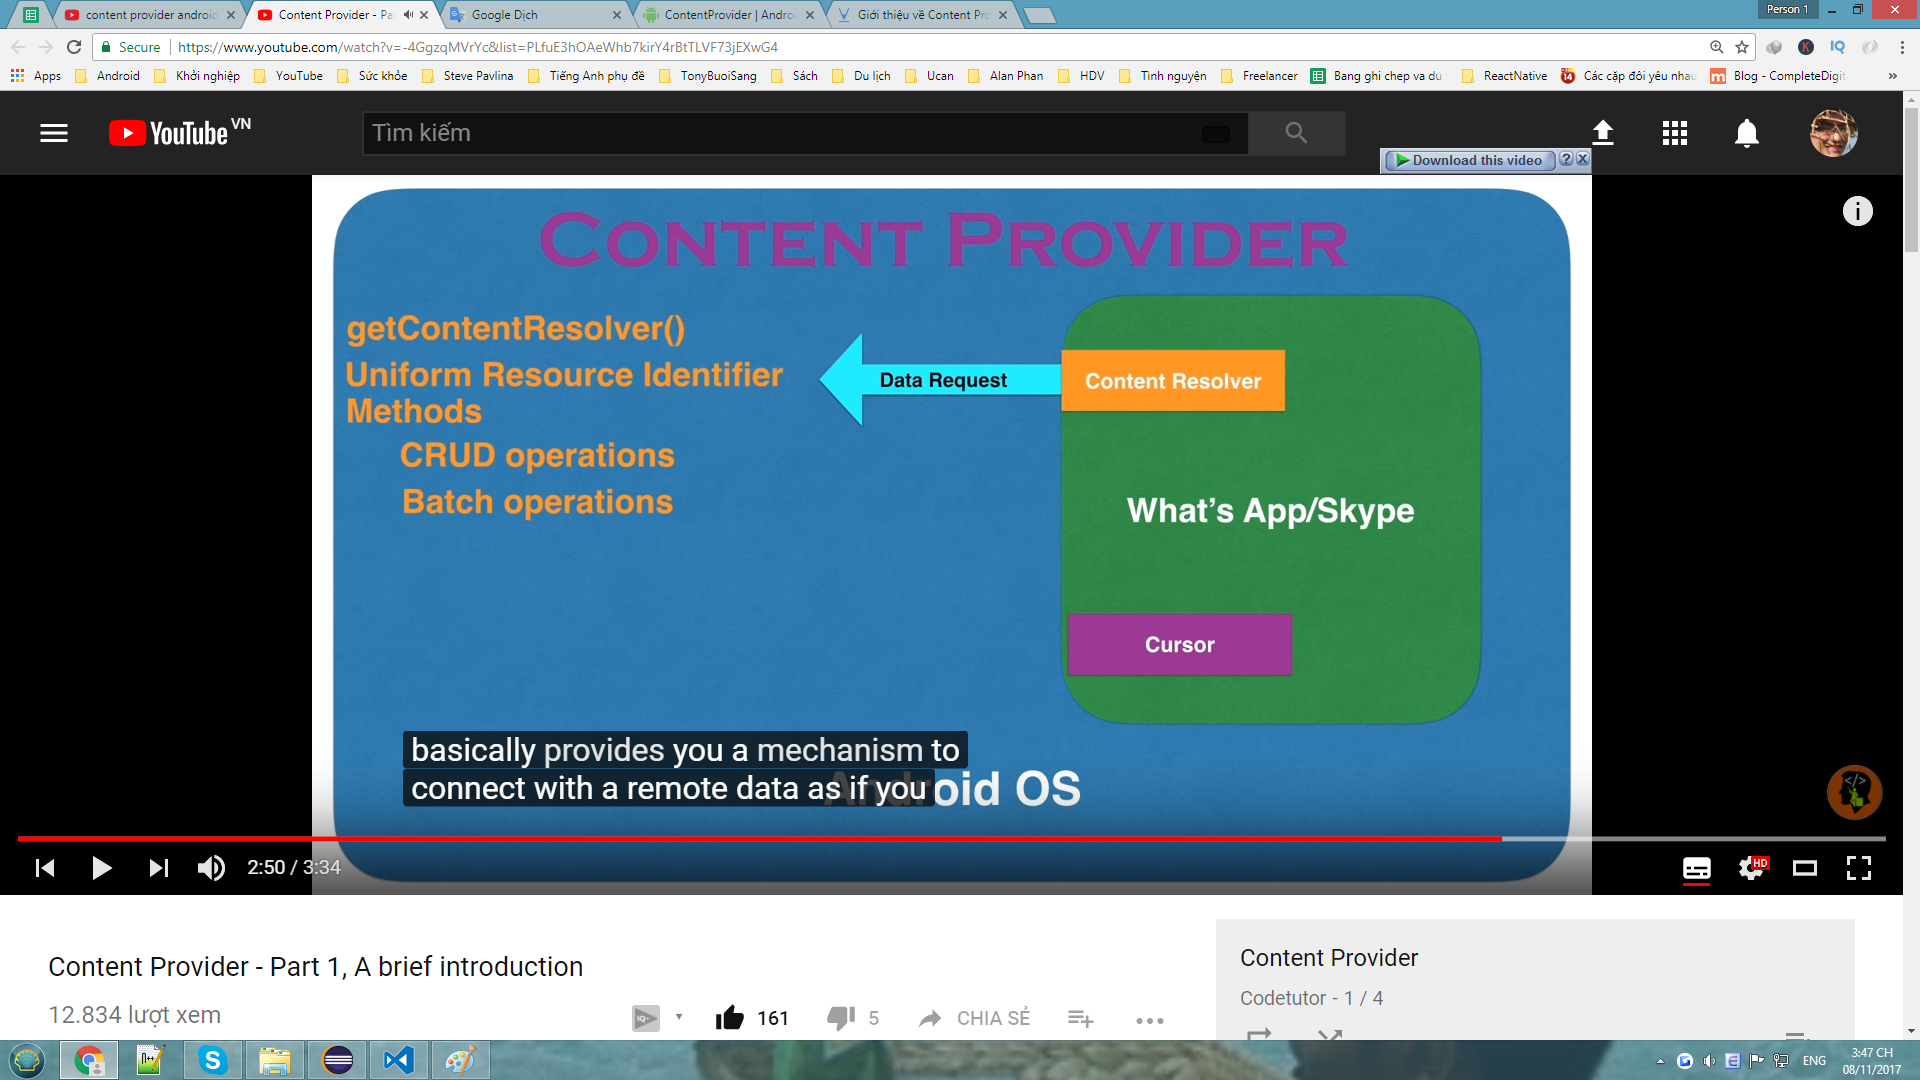 content provider android
Content Provider - Pa
Google Dịch
ContentProvider | Androi
Giới thiệu về Content Pro
Person 1
Secure
https://www.youtube.com/watch?v=-4GgzqMVrYc&list=PLfuE3hOAeWhb7kirY4rBtTLVF73jEXwG4
Apps
Android
Khởi nghiệp
YouTube
Sức khỏe
Steve Pavlina
Tiếng Anh phụ đề
TonyBuoiSang
Sách
Du lịch
Ucan
Alan Phan
HDV
Tình nguyện
Freelancer
Bang ghi chep va du
ReactNative
Các cặp đôi yêu nhau
Blog - CompleteDigit
YouTube VN
Tìm kiếm
Download this video
CONTENT PROVIDER
getContentResolver()
Uniform Resource Identifier
Methods
CRUD operations
Batch operations
Data Request
Content Resolver
What's App/Skype
Cursor
basically provides you a mechanism to
connect with a remote data as if you
Android OS
2:50 / 3:34
HD
Content Provider - Part 1, A brief introduction
12.834 lượt xem
161
5
CHIA SẺ
Content Provider
Codetutor - 1 / 4
ENG
3:47 CH
08/11/2017